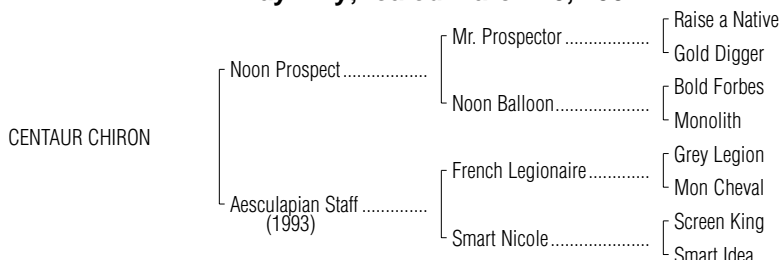 Raise a Native
Mr. Prospector
Gold Digger
Noon Prospect
Bold Forbes
Noon Balloon
Monolith
CENTAUR CHIRON
Grey Legion
French Legionaire
Mon Cheval
Aesculapian Staff
(1993)
Screen King
Smart Nicole
Smart Idea